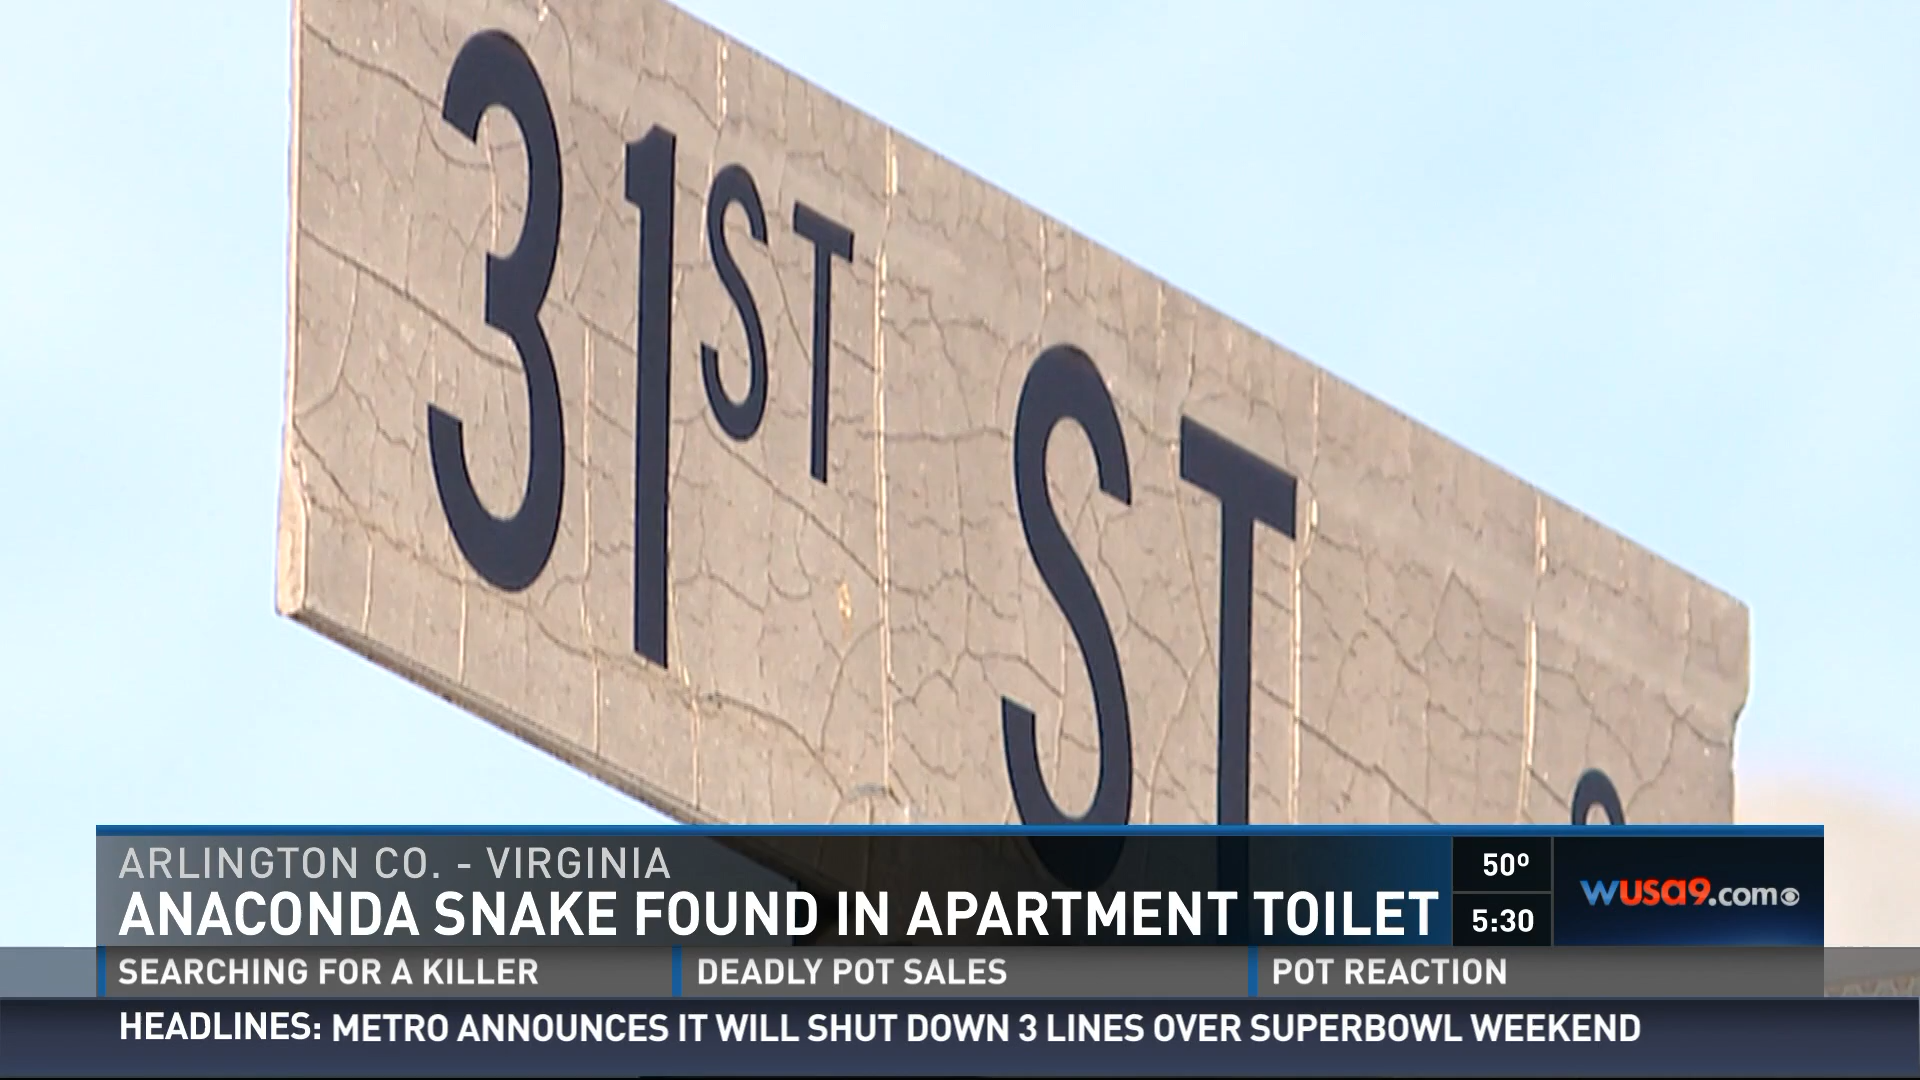 31ST ST
ARLINGTON CO. - VIRGINIA
ANACONDA SNAKE FOUND IN APARTMENT TOILET
50º
5:30
wusa9.com
SEARCHING FOR A KILLER
DEADLY POT SALES
POT REACTION
HEADLINES: METRO ANNOUNCES IT WILL SHUT DOWN 3 LINES OVER SUPERBOWL WEEKEND